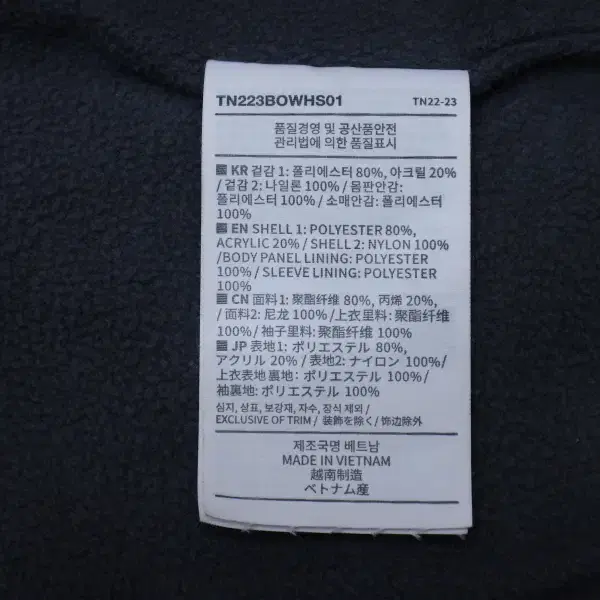 TN223BOWHS01 TN22-23
품질경영 및 공산품안전
관리법에 의한 품질표시
KR 겉감 1: 폴리에스터 80%, 아크릴 20%
/ 겉감 2: 나일론 100% / 몸판안감:
폴리에스터 100% / 소매안감: 폴리에스터
100%
EN SHELL 1: POLYESTER 80%,
ACRYLIC 20% / SHELL 2: NYLON 100%
/BODY PANEL LINING: POLYESTER
100% / SLEEVE LINING: POLYESTER
100%
CN 面料1: 聚酯纤维 80%, 丙烯 20%,
/ 面料2: 尼龙 100% /上衣里料: 聚酯纤维
100%/ 袖子里料: 聚酯纤维 100%
JP 表地1: ポリエステル 80%,
アクリル 20% / 表地2: ナイロン 100%/
上衣表地 裏地: ポリエステル 100% /
袖裏地: ポリエステル 100%
심지, 상표, 보강재, 자수, 장식 제외 /
EXCLUSIVE OF TRIM / 装飾を除く/ 饰边除外
제조국명 베트남
MADE IN VIETNAM
越南制造
ベトナム産